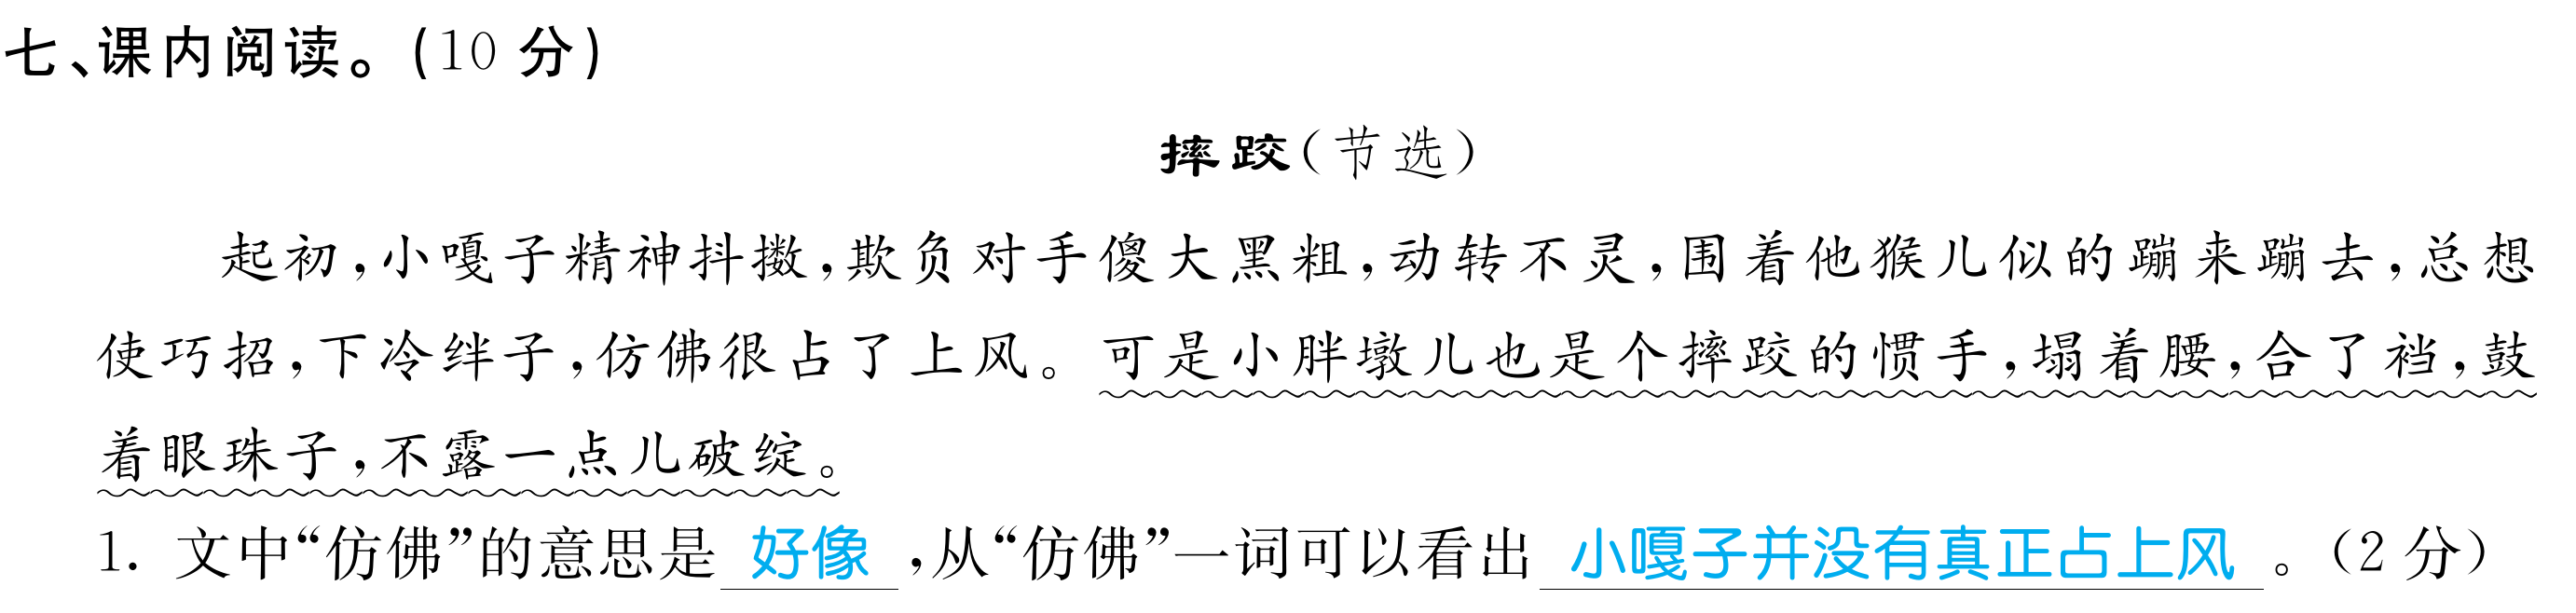 七、课内阅读。(10 分)
摔跤(节选)
起初,小嘎子精神抖擞,欺负对手傻大黑粗,动转不灵,围着他猴儿似的蹦来蹦去,总想
使巧招,下冷绊子,仿佛很占了上风。可是小胖墩儿也是个摔跤的惯手,塌着腰,合了裆,鼓
着眼珠子,不露一点儿破绽。
1. 文中“仿佛”的意思是 好像 ,从“仿佛”一词可以看出 小嘎子并没有真正占上风 。(2 分)